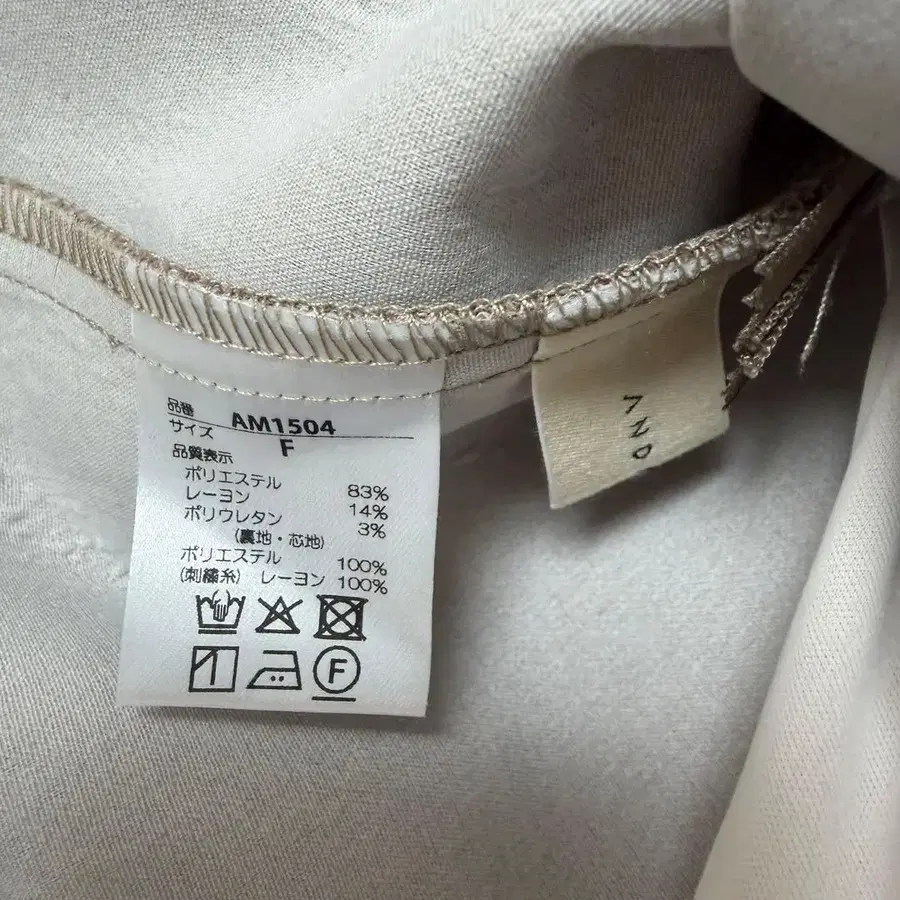 品番 AM1504
サイズ F
品質表示
ポリエステル 83%
レーヨン 14%
ポリウレタン 3%
(裏地・芯地)
ポリエステル 100%
(刺繍糸) レーヨン 100%
F